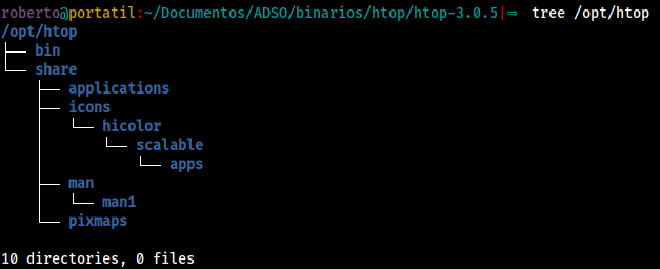 roberto@portatil:~/Documentos/ADSO/binarios/htop/htop-3.0.5|⇒ tree /opt/htop
/opt/htop
├── bin
└── share
    ├── applications
    ├── icons
    │   └── hicolor
    │       └── scalable
    │           └── apps
    ├── man
    │   └── man1
    └── pixmaps
10 directories, 0 files